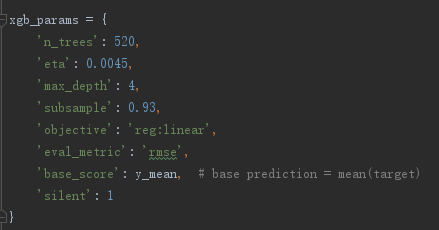 xgb_params = {
    'n_trees': 520,
    'eta': 0.0045,
    'max_depth': 4,
    'subsample': 0.93,
    'objective': 'reg:linear',
    'eval_metric': 'rmse',
    'base_score': y_mean,  # base prediction = mean(target)
    'silent': 1
}